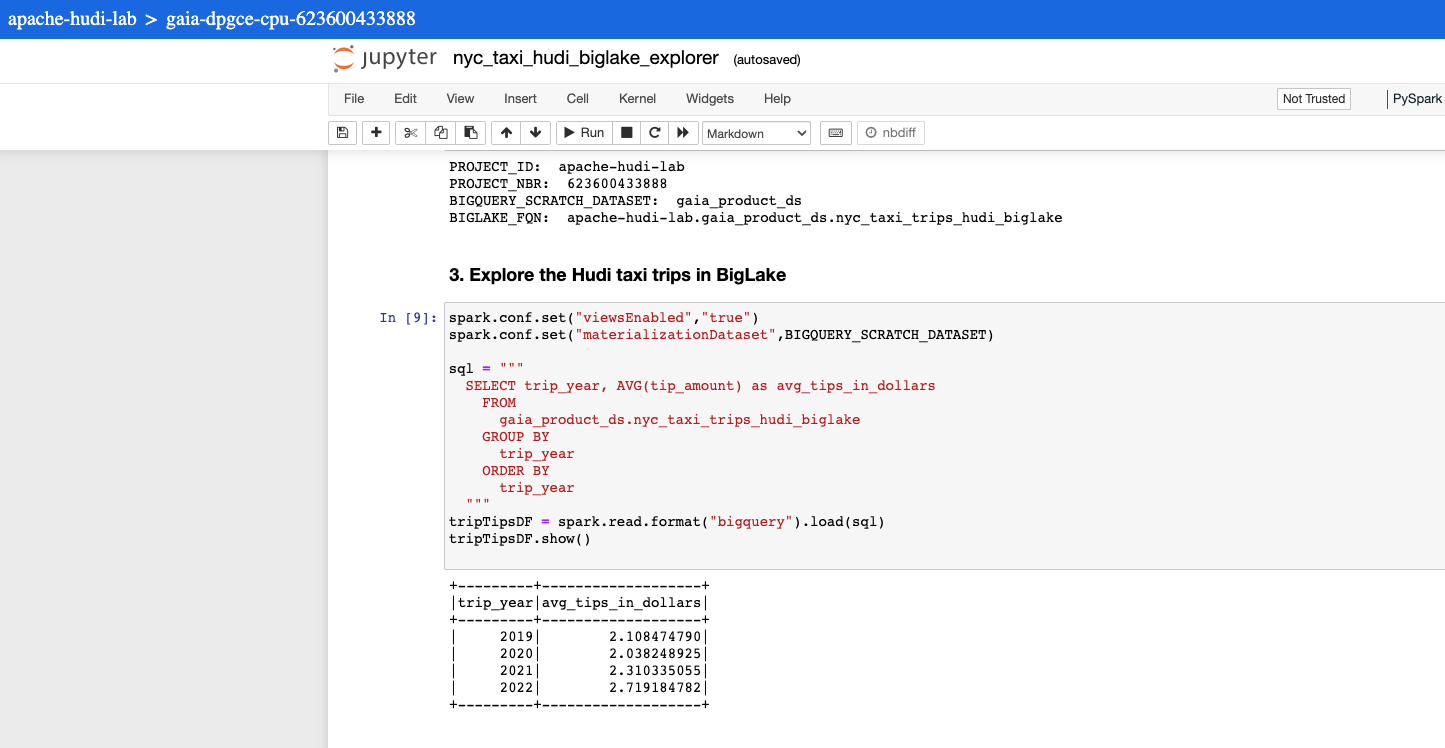 apache-hudi-lab > gaia-dpgce-cpu-623600433888
jupyter nyc_taxi_hudi_biglake_explorer (autosaved)
File Edit View Insert Cell Kernel Widgets Help Not Trusted PySpark
Run Markdown nbdiff
PROJECT_ID:  apache-hudi-lab
PROJECT_NBR:  623600433888
BIGQUERY_SCRATCH_DATASET:  gaia_product_ds
BIGLAKE_FQN:  apache-hudi-lab.gaia_product_ds.nyc_taxi_trips_hudi_biglake
3. Explore the Hudi taxi trips in BigLake
In [9]: spark.conf.set("viewsEnabled","true")
spark.conf.set("materializationDataset",BIGQUERY_SCRATCH_DATASET)
sql = """
  SELECT trip_year, AVG(tip_amount) as avg_tips_in_dollars
    FROM
      gaia_product_ds.nyc_taxi_trips_hudi_biglake
    GROUP BY
      trip_year
    ORDER BY
      trip_year
  """
tripTipsDF = spark.read.format("bigquery").load(sql)
tripTipsDF.show()
+---------+-------------------+
|trip_year|avg_tips_in_dollars|
+---------+-------------------+
|     2019|        2.108474790|
|     2020|        2.038248925|
|     2021|        2.310335055|
|     2022|        2.719184782|
+---------+-------------------+